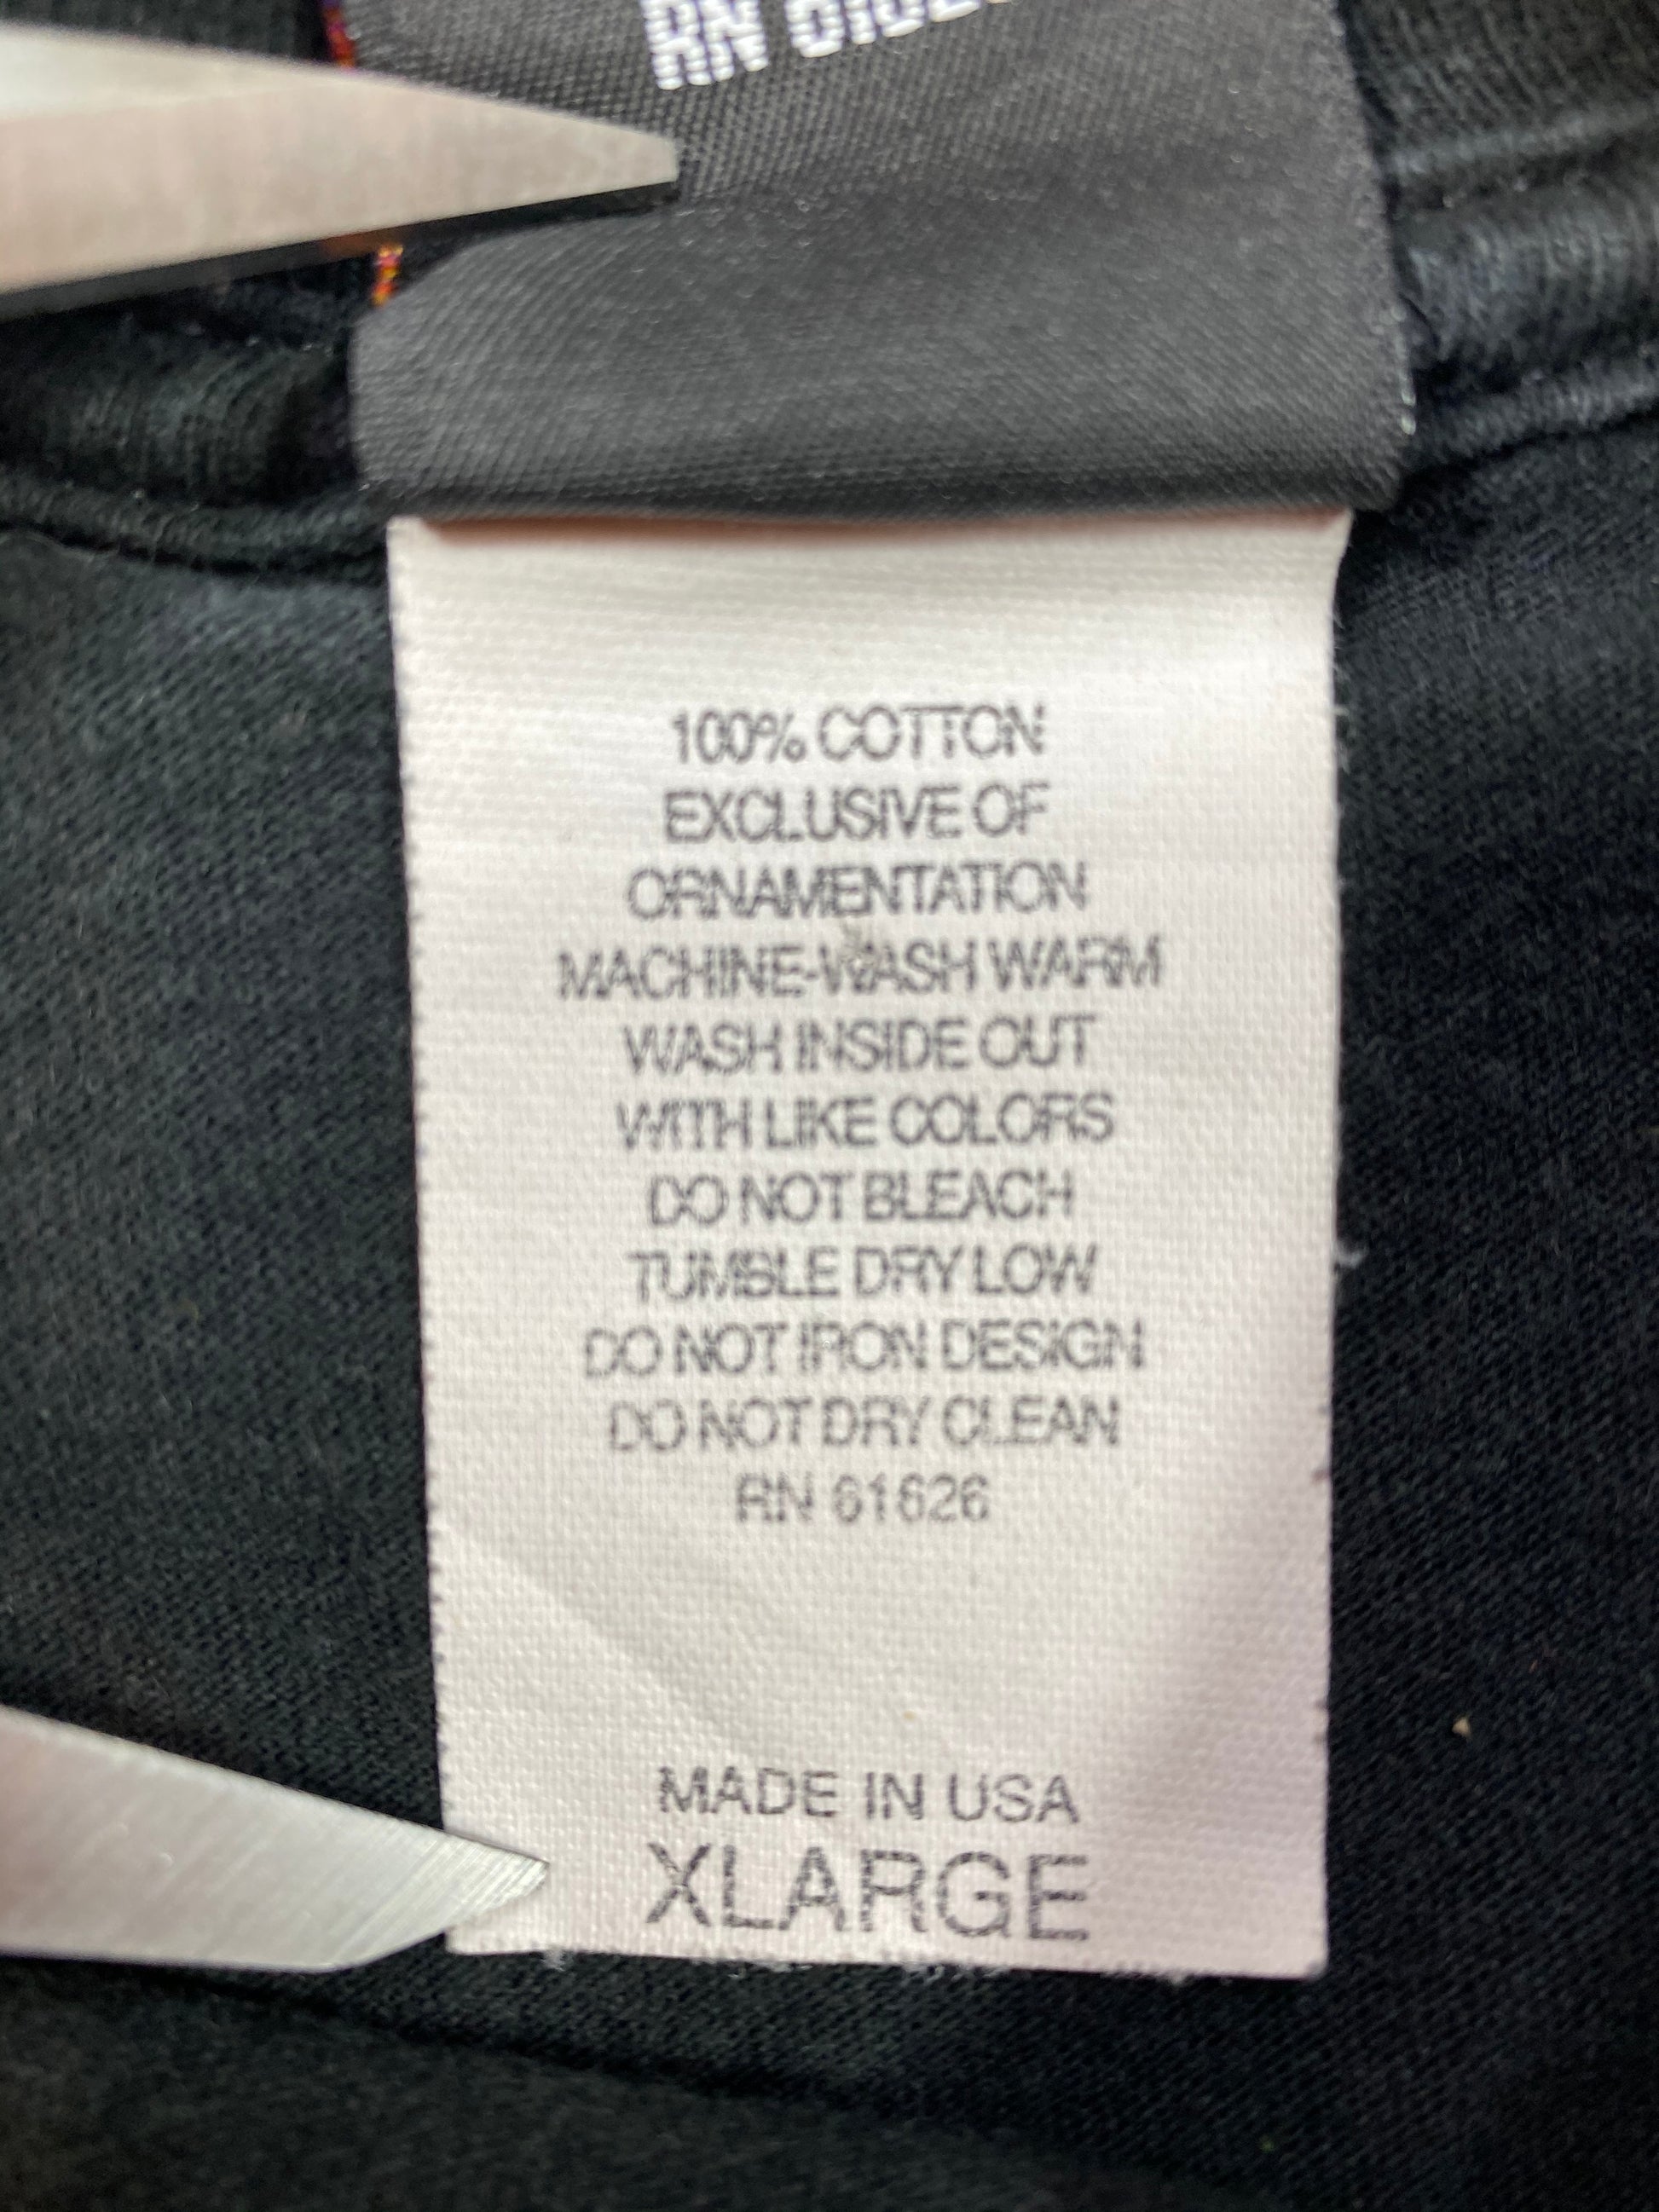 RN
100% COTTON
EXCLUSIVE OF
ORNAMENTATION
MACHINE-WASH WARM
WASH INSIDE OUT
WITH LIKE COLORS
DO NOT BLEACH
TUMBLE DRY LOW
DO NOT IRON DESIGN
DO NOT DRY CLEAN
RN 61626
MADE IN USA
XLARGE